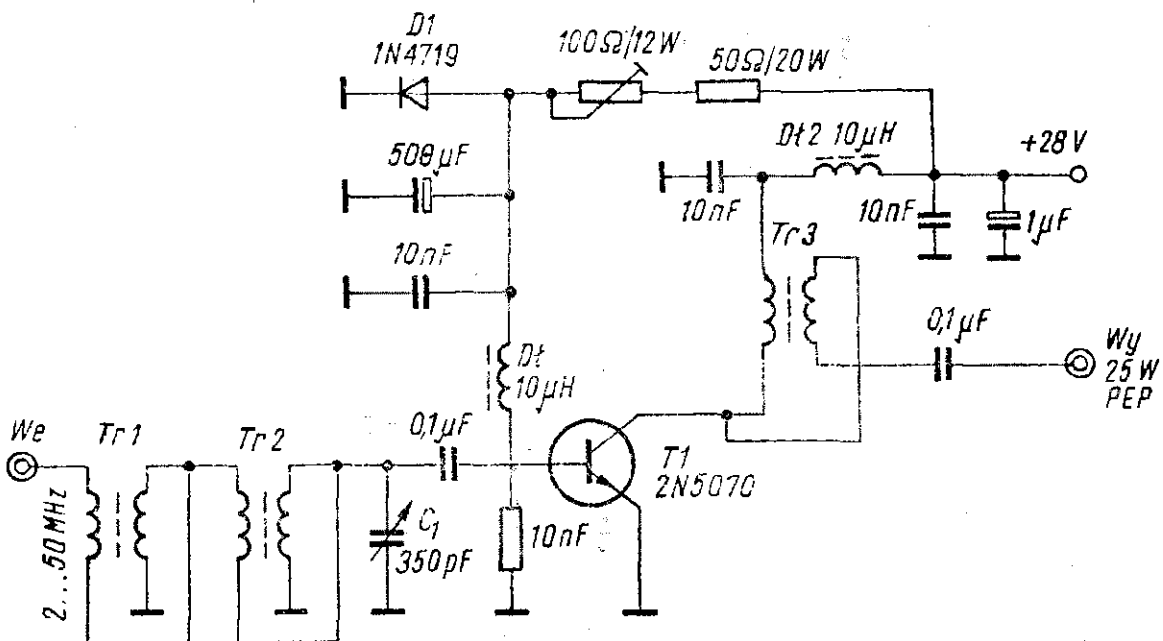 D1
1N4719
100Ω/12W
50Ω/20W
Dł2 10μH
+28V
500μF
10nF
10nF
1μF
Tr3
10nF
0,1μF
Wy
25W
PEP
Dł
10μH
We
Tr1
Tr2
0,1μF
T1
2N5070
2...50MHz
C1
350pF
10nF